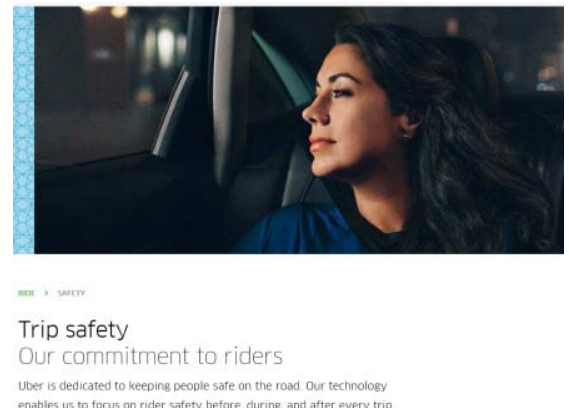 RIDE > SAFETY
Trip safety
Our commitment to riders
Uber is dedicated to keeping people safe on the road. Our technology
enables us to focus on rider safety before, during, and after every trip.